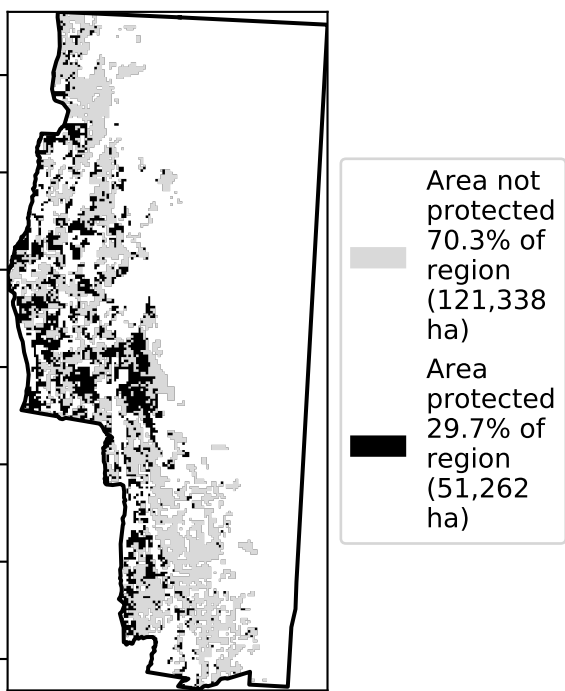 Area not
protected
70.3% of
region
(121,338
ha)
Area
protected
29.7% of
region
(51,262
ha)